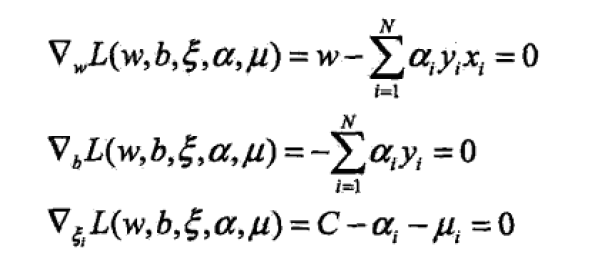 ∇_w L(w,b,ξ,α,μ) = w − ∑_{i=1}^{N} α_i y_i x_i = 0
∇_b L(w,b,ξ,α,μ) = −∑_{i=1}^{N} α_i y_i = 0
∇_{ξ_i} L(w,b,ξ,α,μ) = C − α_i − μ_i = 0